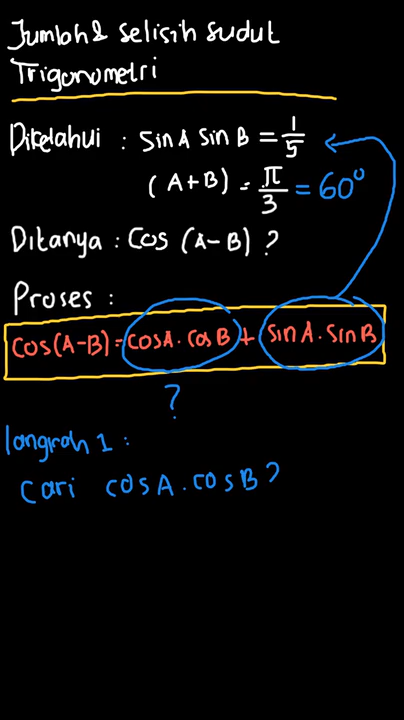 Jumlah & Selisih Sudut
Trigonometri
Diketahui : Sin A Sin B = 1/5
(A+B) = π/3 = 60°
Ditanya : Cos (A-B) ?
Proses :
Cos(A-B) = Cos A . Cos B + Sin A . Sin B
?
langkah 1 :
Cari Cos A . Cos B ?